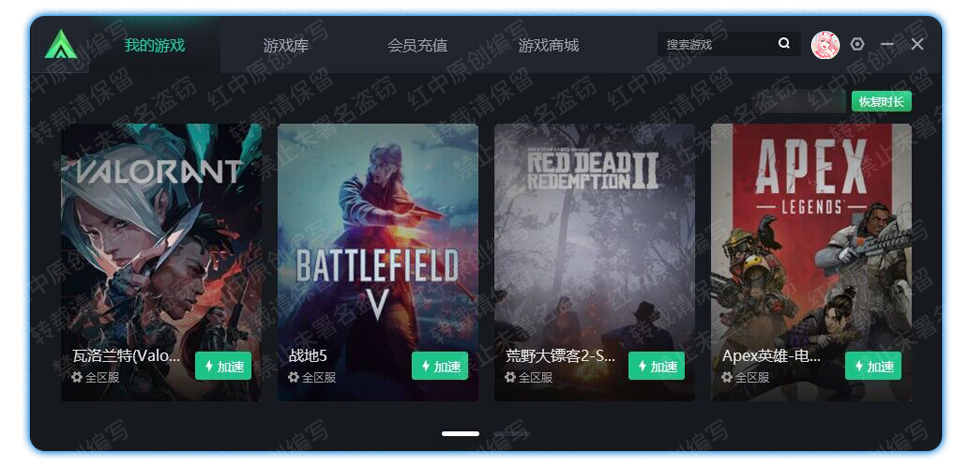 我的游戏
游戏库
会员充值
游戏商城
搜索游戏
恢复时长
VALORANT
瓦洛兰特(Valo...
全区服
加速
BATTLEFIELD
V
战地5
全区服
加速
RED DEAD
REDEMPTION II
荒野大镖客2-S...
全区服
加速
APEX
LEGENDS
Apex英雄-电...
全区服
加速
红中原创编写
转载请保留
禁止未署名盗窃